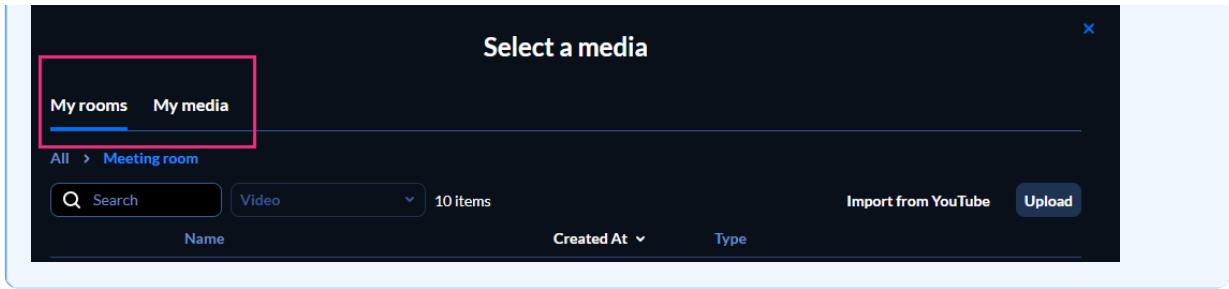 Select a media
My rooms My media
All > Meeting room
Search Video 10 items Import from YouTube Upload
Name Created At Type